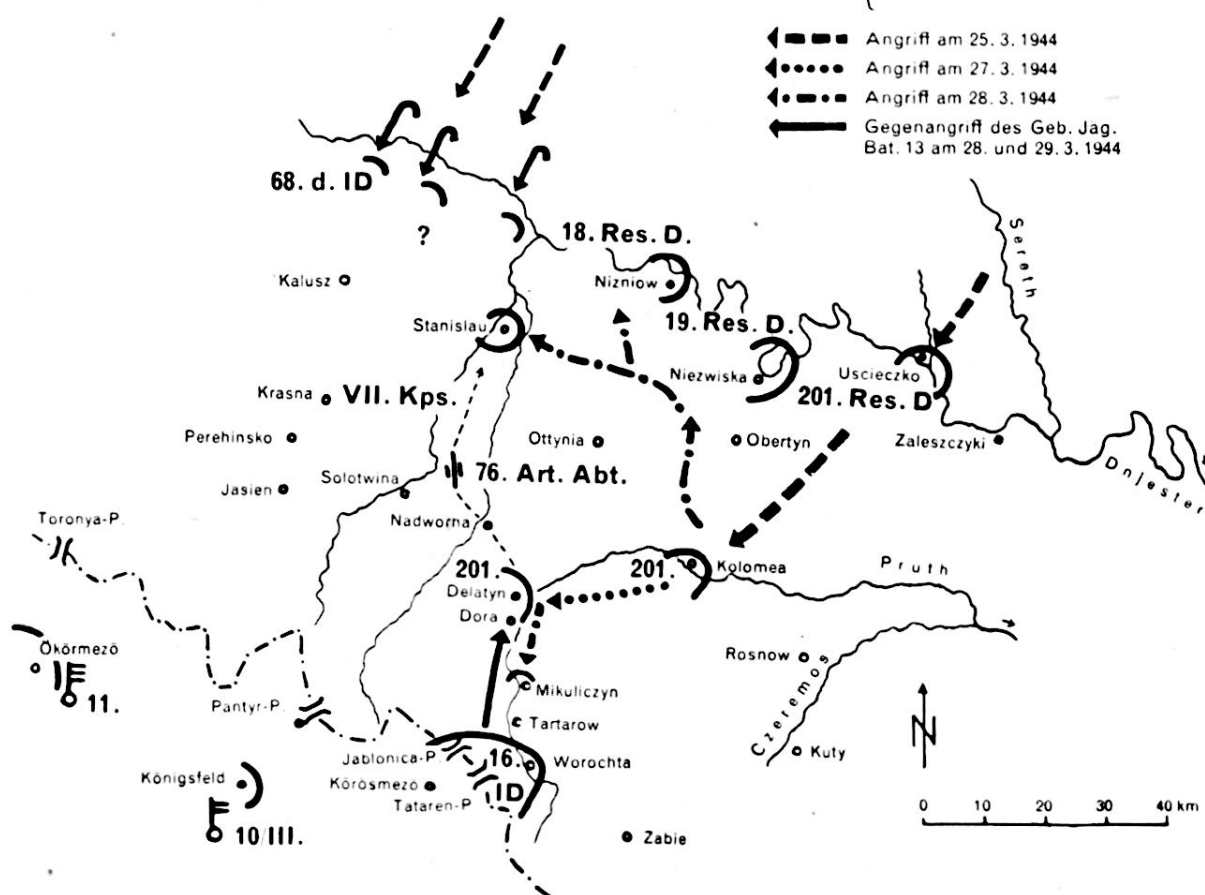 Angriff am 25. 3. 1944
Angriff am 27. 3. 1944
Angriff am 28. 3. 1944
Gegenangriff des Geb. Jag.
Bat. 13 am 28. und 29. 3. 1944
68. d. ID
?
18. Res. D.
Sereth
Kalusz
Nizniow
Stanislau
19. Res. D.
Niezwiska
Uscieczko
201. Res. D
Krasna
VII. Kps.
Perehinsko
Ottynia
Obertyn
Zaleszczyki
Dnjester
Jasien
Solotwina
76. Art. Abt.
Toronya-P.
Nadworna
201.
Delatyn
Dora
201.
Kolomea
Pruth
Ökörmezö
11.
Rosnow
Czeremos
Mikuliczyn
Pantyr-P.
Tartarow
N
Kuty
Jablonica-P.
16.
ID
Worochta
Königsfeld
Körösmezö
Tataren-P.
10/III.
Zabie
0 10 20 30 40 km